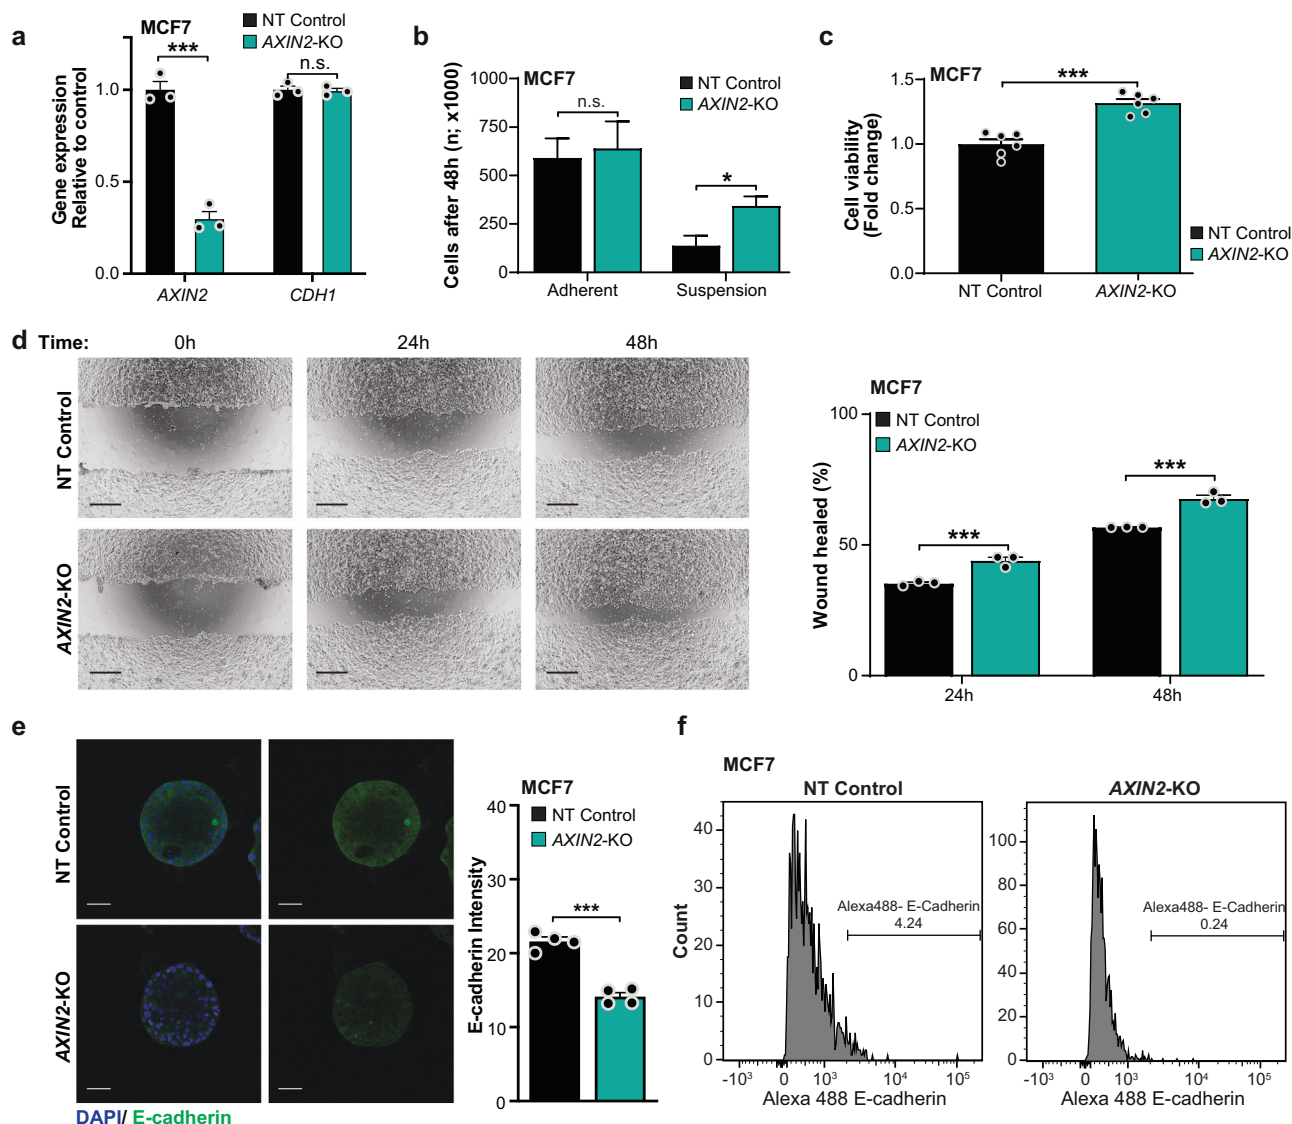 a
MCF7
NT Control
AXIN2-KO
Gene expression
Relative to control
1.0
0.5
0.0
***
n.s.
AXIN2
CDH1
b
MCF7
NT Control
AXIN2-KO
Cells after 48h (n; x1000)
1000
750
500
250
0
n.s.
*
Adherent
Suspension
c
MCF7
***
Cell viability
(Fold change)
1.5
1.0
0.5
0.0
NT Control
AXIN2-KO
NT Control
AXIN2-KO
d
Time:
0h
24h
48h
NT Control
AXIN2-KO
MCF7
NT Control
AXIN2-KO
Wound healed (%)
100
50
0
***
***
24h
48h
e
NT Control
AXIN2-KO
DAPI/ E-cadherin
MCF7
NT Control
AXIN2-KO
E-cadherin Intensity
40
30
20
10
0
***
f
MCF7
NT Control
Count
40
30
20
10
0
Alexa488- E-Cadherin
4.24
-10³
0
10³
10⁴
10⁵
Alexa 488 E-cadherin
AXIN2-KO
100
80
60
40
20
0
Alexa488- E-Cadherin
0.24
-10³
0
10³
10⁴
10⁵
Alexa 488 E-cadherin